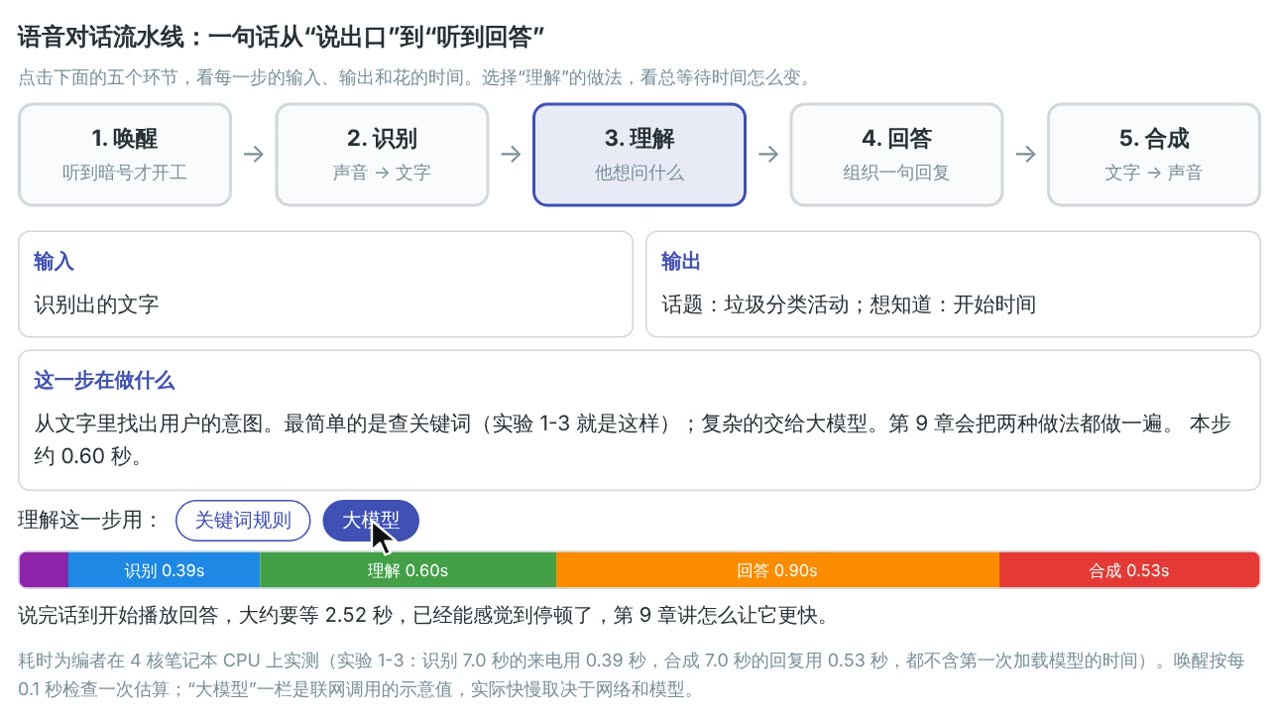 语音对话流水线：一句话从“说出口”到“听到回答”
点击下面的五个环节，看每一步的输入、输出和花的时间。选择“理解”的做法，看总等待时间怎么变。
1. 唤醒
听到暗号才开工
→
2. 识别
声音 → 文字
→
3. 理解
他想问什么
→
4. 回答
组织一句回复
→
5. 合成
文字 → 声音
输入
识别出的文字
输出
话题：垃圾分类活动；想知道：开始时间
这一步在做什么
从文字里找出用户的意图。最简单的是查关键词（实验 1-3 就是这样）；复杂的交给大模型。第 9 章会把两种做法都做一遍。 本步
约 0.60 秒。
理解这一步用：
关键词规则
大模型
识别 0.39s
理解 0.60s
回答 0.90s
合成 0.53s
说完话到开始播放回答，大约要等 2.52 秒，已经能感觉到停顿了，第 9 章讲怎么让它更快。
耗时为编者在 4 核笔记本 CPU 上实测（实验 1-3：识别 7.0 秒的来电用 0.39 秒，合成 7.0 秒的回复用 0.53 秒，都不含第一次加载模型的时间）。唤醒按每
0.1 秒检查一次估算；“大模型”一栏是联网调用的示意值，实际快慢取决于网络和模型。